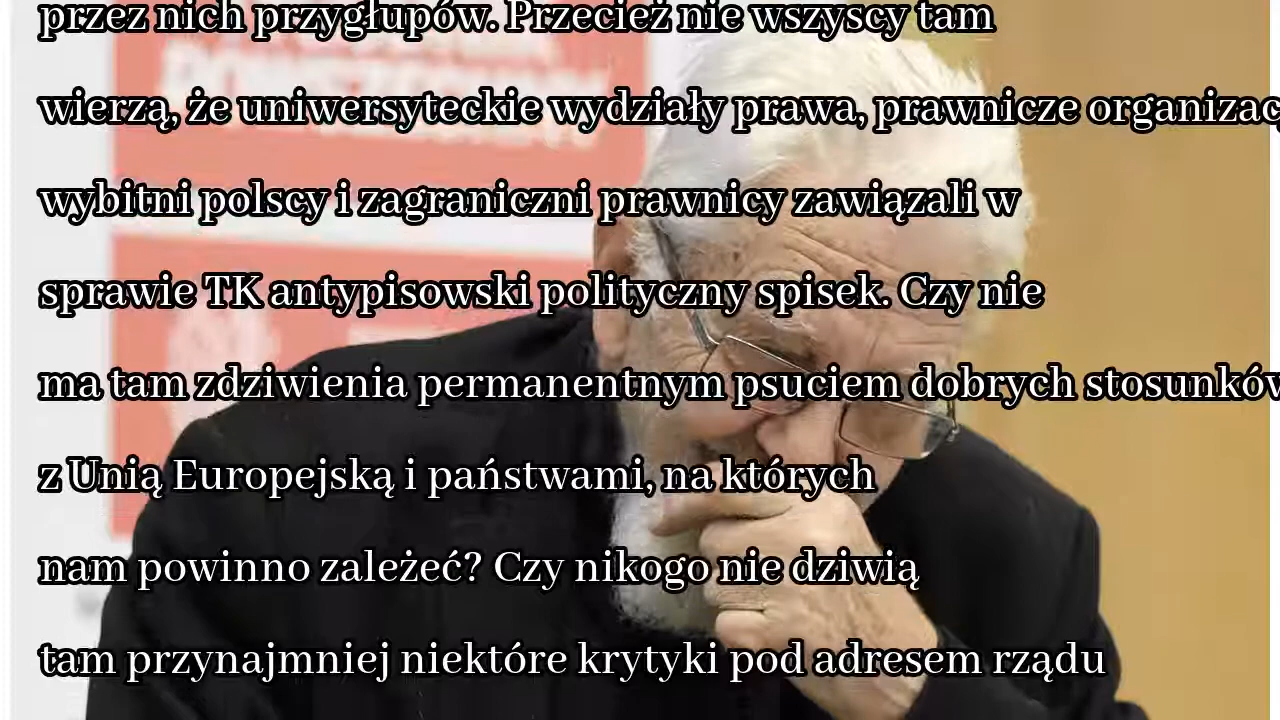 przez nich przygłupów. Przecież nie wszyscy tam
wierzą, że uniwersyteckie wydziały prawa, prawnicze organizac
wybitni polscy i zagraniczni prawnicy zawiązali w
sprawie TK antypisowski polityczny spisek. Czy nie
ma tam zdziwienia permanentnym psuciem dobrych stosunków
z Unią Europejską i państwami, na których
nam powinno zależeć? Czy nikogo nie dziwią
tam przynajmniej niektóre krytyki pod adresem rządu